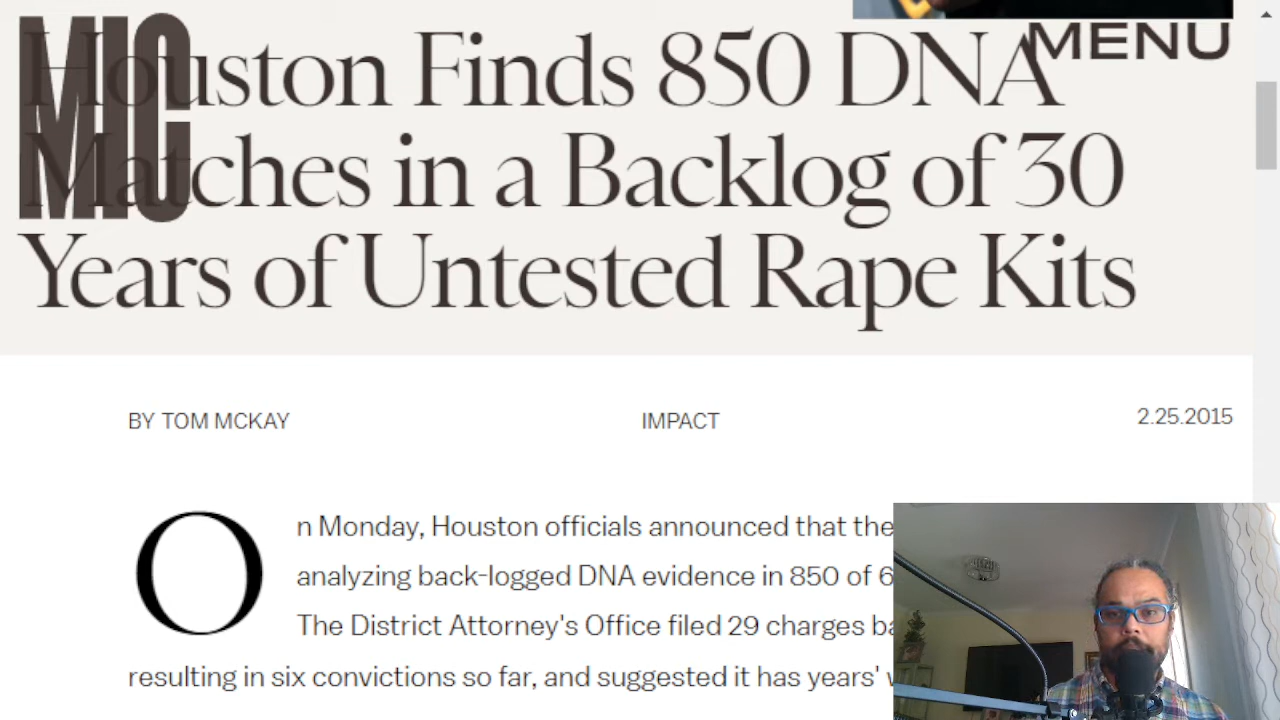 MIC
MENU
Houston Finds 850 DNA
Matches in a Backlog of 30
Years of Untested Rape Kits
BY TOM MCKAY
IMPACT
2.25.2015
On Monday, Houston officials announced that the
analyzing back-logged DNA evidence in 850 of 6
The District Attorney's Office filed 29 charges
resulting in six convictions so far, and suggested it has years'